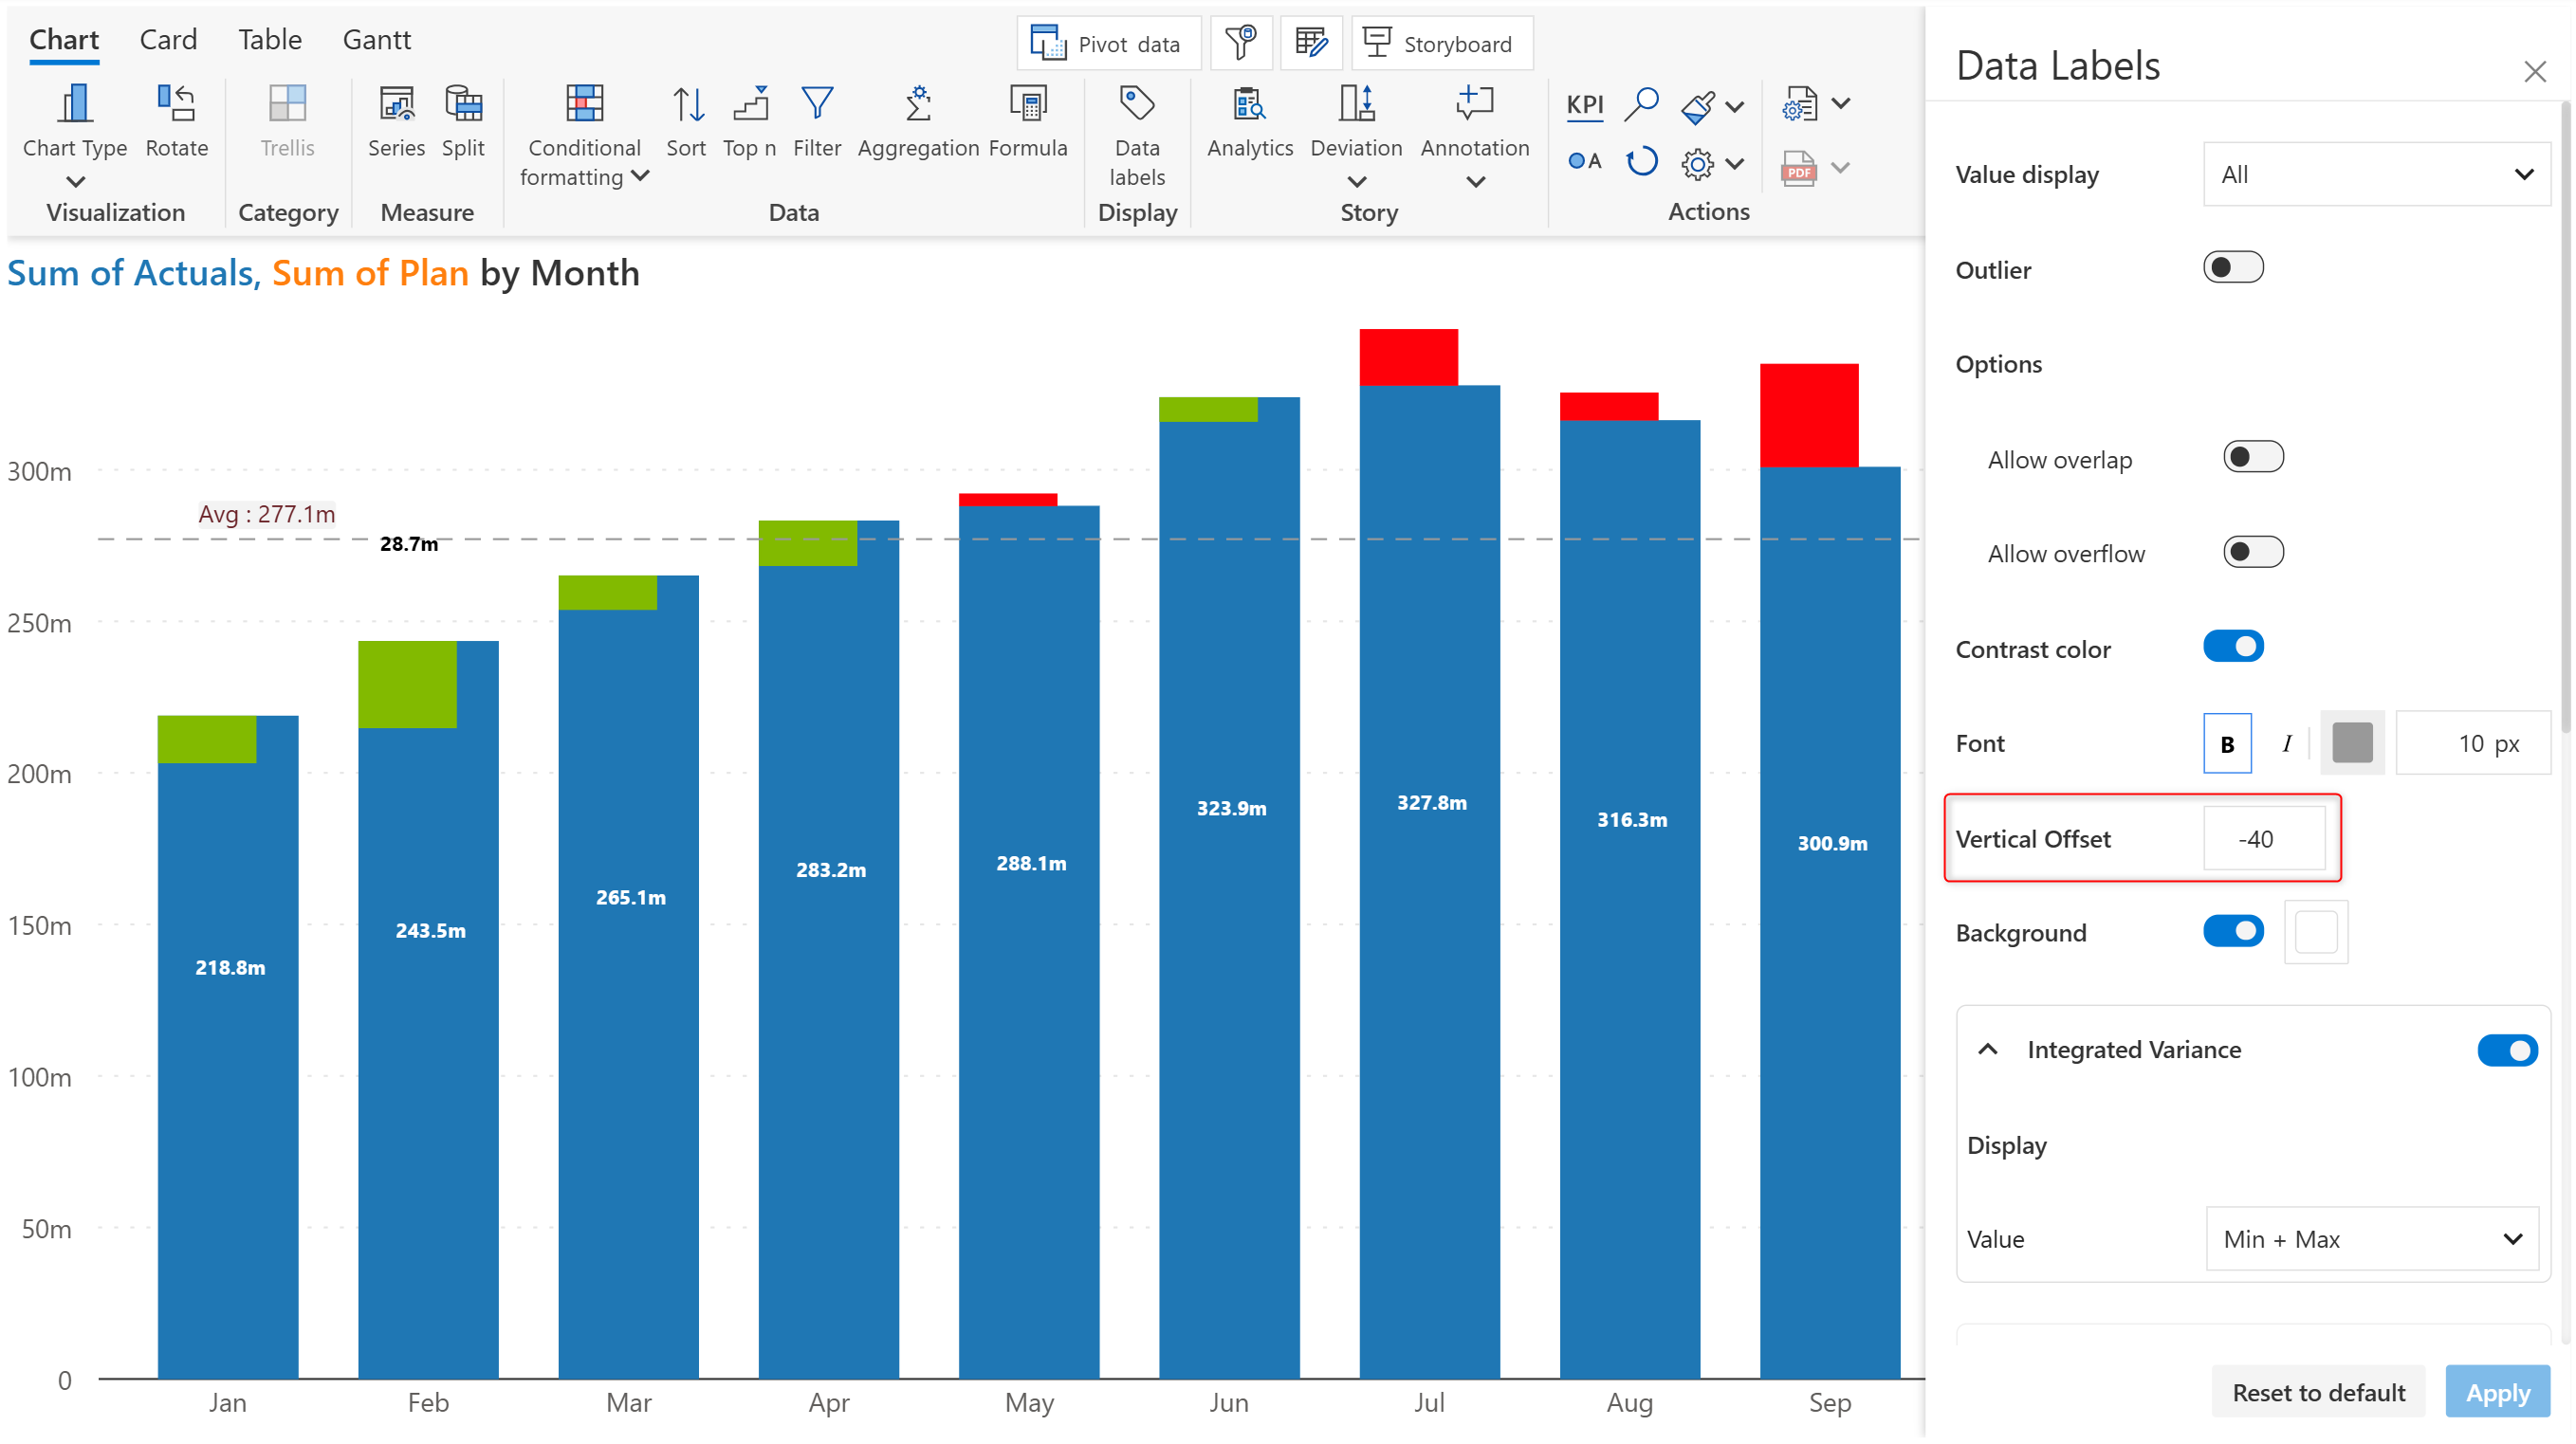 Chart Card Table Gantt
Pivot data Storyboard
Chart Type Rotate Trellis Series Split Conditional formatting Sort Top n Filter Aggregation Formula Data labels Analytics Deviation Annotation KPI
A PDF
Visualization Category Measure Data Display Story Actions
Sum of Actuals, Sum of Plan by Month
300m
Avg : 277.1m
28.7m
250m
200m
150m
100m
50m
0
218.8m
243.5m
265.1m
283.2m
288.1m
323.9m
327.8m
316.3m
300.9m
Jan Feb Mar Apr May Jun Jul Aug Sep
Data Labels
Value display All
Outlier
Options
Allow overlap
Allow overflow
Contrast color
Font B I 10 px
Vertical Offset -40
Background
Integrated Variance
Display
Value Min + Max
Reset to default Apply